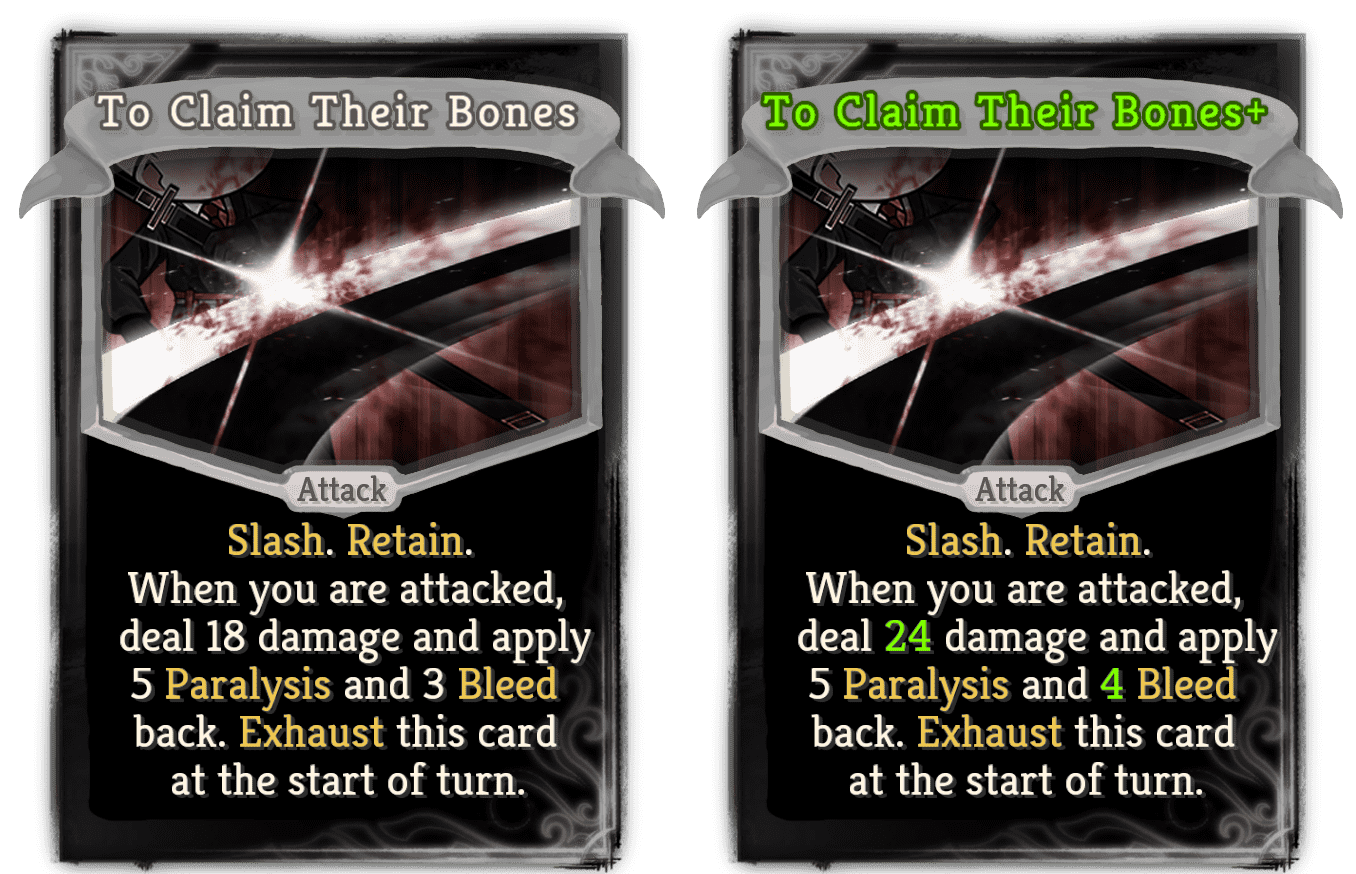 To Claim Their Bones
Attack
Slash. Retain.
When you are attacked,
deal 18 damage and apply
5 Paralysis and 3 Bleed
back. Exhaust this card
at the start of turn.
To Claim Their Bones+
Attack
Slash. Retain.
When you are attacked,
deal 24 damage and apply
5 Paralysis and 4 Bleed
back. Exhaust this card
at the start of turn.